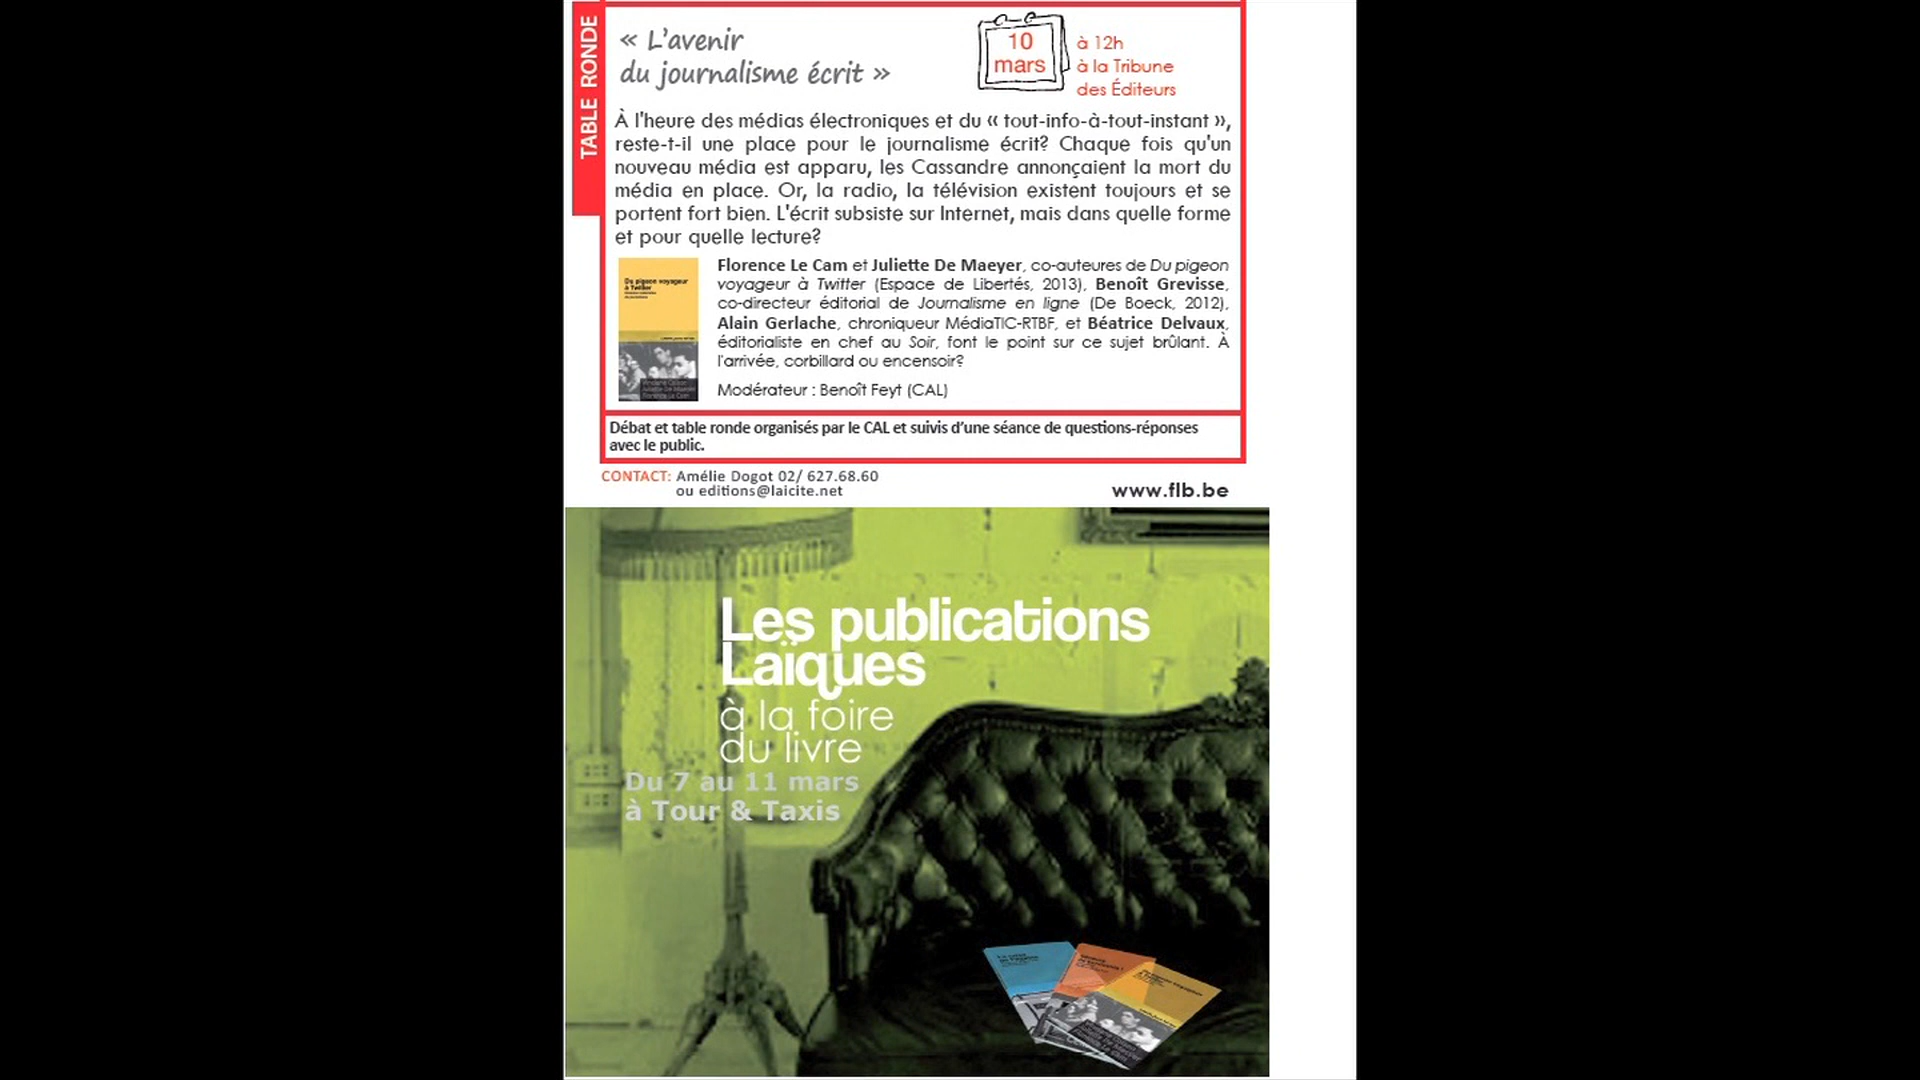 TABLE RONDE
« L'avenir
du journalisme écrit »
10
mars
à 12h
à la Tribune
des Éditeurs
À l'heure des médias électroniques et du « tout-info-à-tout-instant »,
reste-t-il une place pour le journalisme écrit? Chaque fois qu'un
nouveau média est apparu, les Cassandre annonçaient la mort du
média en place. Or, la radio, la télévision existent toujours et se
portent fort bien. L'écrit subsiste sur Internet, mais dans quelle forme
et pour quelle lecture?
Du pigeon voyageur
à Twitter
Florence Le Cam et Juliette De Maeyer, co-auteures de Du pigeon
voyageur à Twitter (Espace de Libertés, 2013), Benoît Grevisse,
co-directeur éditorial de Journalisme en ligne (De Boeck, 2012),
Alain Gerlache, chroniqueur MédiaTIC-RTBF, et Béatrice Delvaux,
éditorialiste en chef au Soir, font le point sur ce sujet brûlant. À
l'arrivée, corbillard ou encensoir?
Modérateur : Benoît Feyt (CAL)
Débat et table ronde organisés par le CAL et suivis d'une séance de questions-réponses
avec le public.
CONTACT: Amélie Dogot 02/ 627.68.60
ou editions@laicite.net
www.flb.be
Les publications
Laïques
à la foire
du livre
Du 7 au 11 mars
à Tour & Taxis